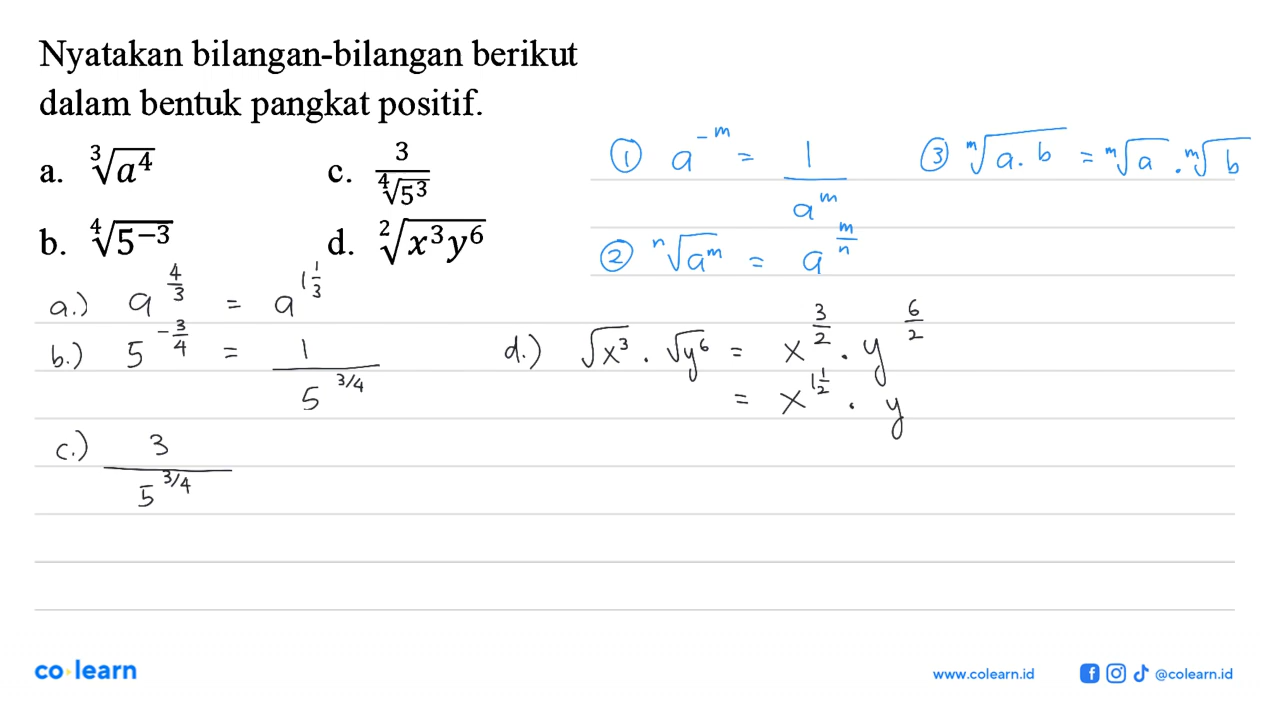 Nyatakan bilangan-bilangan berikut
dalam bentuk pangkat positif.
a. ∛(a⁴)
c. 3/∜(5³)
b. ∜(5⁻³)
d. ²√(x³y⁶)
① a^(-m) = 1/a^m
③ ᵐ√(a.b) = ᵐ√a . ᵐ√b
② ⁿ√(a^m) = a^(m/n)
a.) a^(4/3) = a^(1 1/3)
b.) 5^(-3/4) = 1/5^(3/4)
c.) 3/5^(3/4)
d.) √x³ . √y⁶ = x^(3/2) . y^(6/2)
= x^(1 1/2) . y
co learn
www.colearn.id
@colearn.id